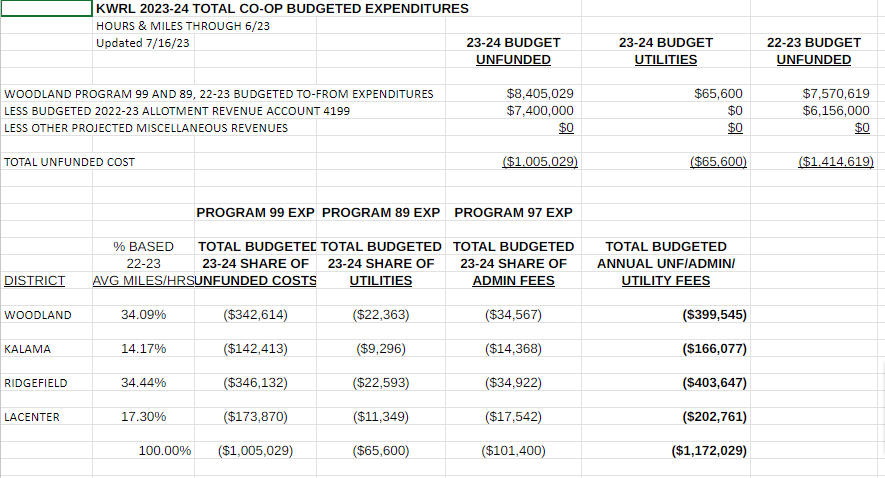 KWRL 2023-24 TOTAL CO-OP BUDGETED EXPENDITURES
HOURS & MILES THROUGH 6/23
Updated 7/16/23 23-24 BUDGET 23-24 BUDGET 22-23 BUDGET
UNFUNDED UTILITIES UNFUNDED
WOODLAND PROGRAM 99 AND 89, 22-23 BUDGETED TO-FROM EXPENDITURES $8,405,029 $65,600 $7,570,619
LESS BUDGETED 2022-23 ALLOTMENT REVENUE ACCOUNT 4199 $7,400,000 $0 $6,156,000
LESS OTHER PROJECTED MISCELLANEOUS REVENUES $0 $0 $0
TOTAL UNFUNDED COST ($1,005,029) ($65,600) ($1,414,619)
PROGRAM 99 EXP PROGRAM 89 EXP PROGRAM 97 EXP
% BASED TOTAL BUDGETED TOTAL BUDGETED TOTAL BUDGETED TOTAL BUDGETED
22-23 23-24 SHARE OF 23-24 SHARE OF 23-24 SHARE OF ANNUAL UNF/ADMIN/
DISTRICT AVG MILES/HRS UNFUNDED COSTS UTILITIES ADMIN FEES UTILITY FEES
WOODLAND 34.09% ($342,614) ($22,363) ($34,567) ($399,545)
KALAMA 14.17% ($142,413) ($9,296) ($14,368) ($166,077)
RIDGEFIELD 34.44% ($346,132) ($22,593) ($34,922) ($403,647)
LACENTER 17.30% ($173,870) ($11,349) ($17,542) ($202,761)
100.00% ($1,005,029) ($65,600) ($101,400) ($1,172,029)